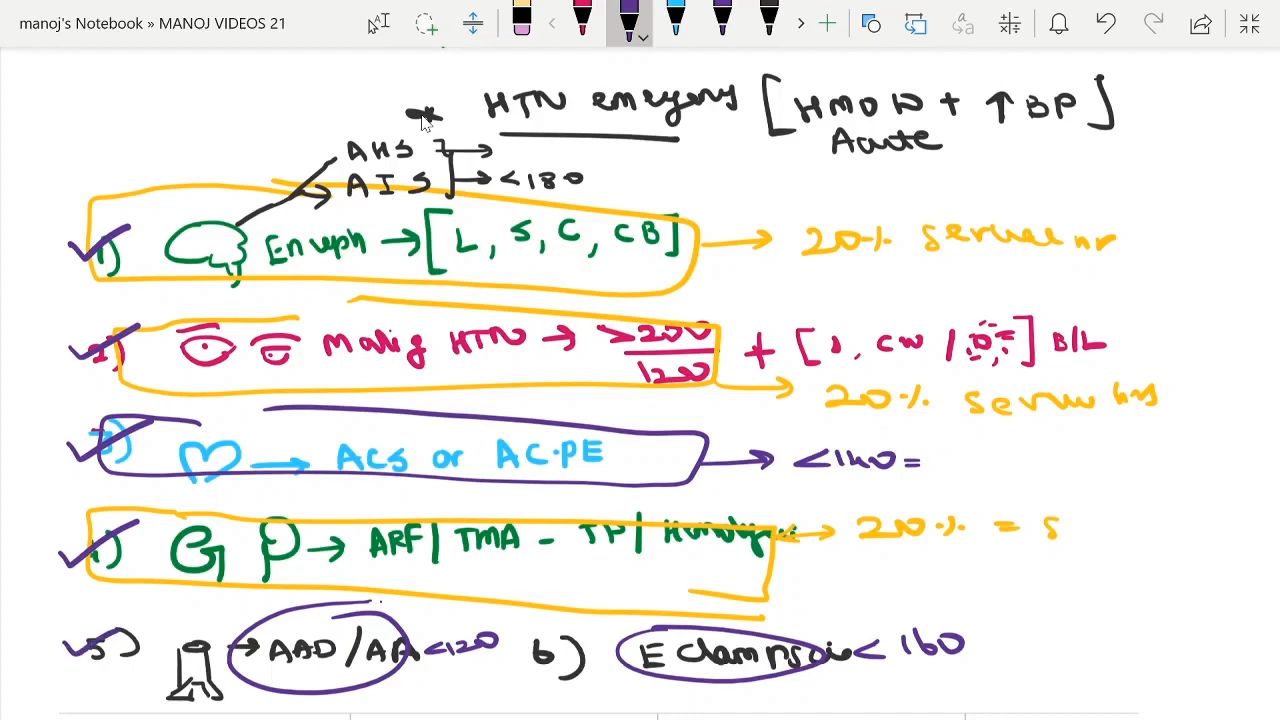 manoj's Notebook » MANOJ VIDEOS 21
* HTN emergency [HMOD + ↑BP]
Acute
AHS ] →
AIS ] → <180
1) Enceph → [L, S, C, CB] → 20%
2) Malig HTN → >200/120 + [ , CW / ] B/L
→ 20%
3) → ACS or AC.PE → <140 =
4) → ARF | TMA - TP | → 20% = S
5) → AAD / AA <120 6) Eclampsia < 160